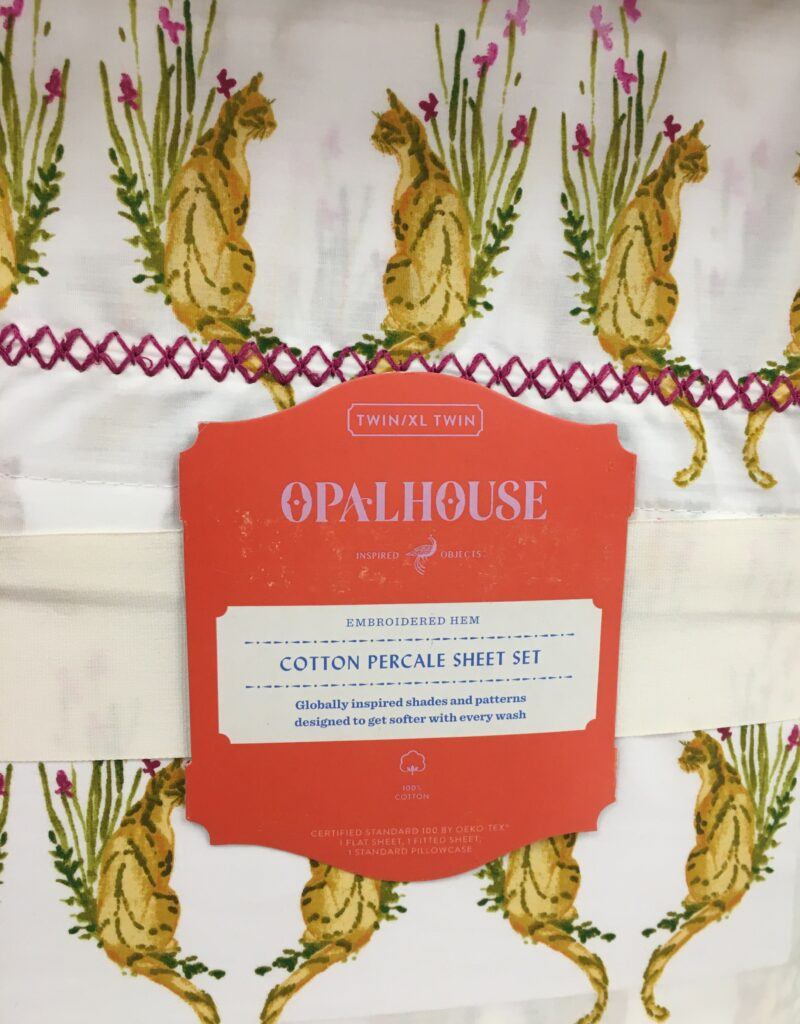 TWIN/XL TWIN
OPALHOUSE
INSPIRED OBJECTS
EMBROIDERED HEM
COTTON PERCALE SHEET SET
Globally inspired shades and patterns
designed to get softer with every wash
100%
COTTON
CERTIFIED STANDARD 100 BY OEKO-TEX®
1 FLAT SHEET, 1 FITTED SHEET,
1 STANDARD PILLOWCASE